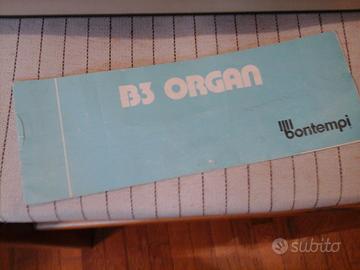 B3 ORGAN
bontempi
subito